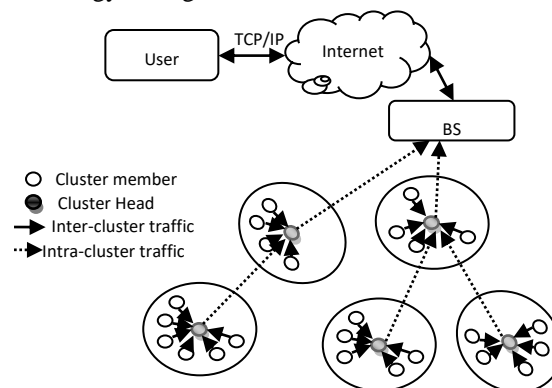 TCP/IP
User
Internet
BS
Cluster member
Cluster Head
Inter-cluster traffic
Intra-cluster traffic